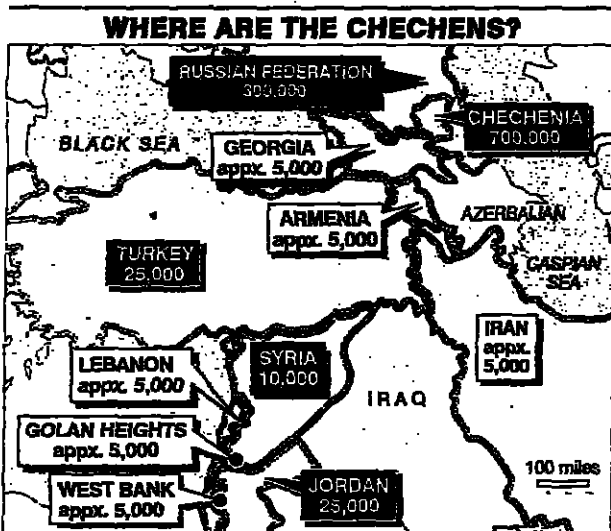 WHERE ARE THE CHECHENS?
RUSSIAN FEDERATION
300,000
CHECHENIA
700,000
BLACK SEA
GEORGIA
appx. 5,000
ARMENIA
appx. 5,000
AZERBAIJAN
TURKEY
25,000
CASPIAN
SEA
IRAN
appx.
5,000
LEBANON
appx. 5,000
SYRIA
10,000
IRAQ
GOLAN HEIGHTS
appx. 5,000
100 miles
WEST BANK
appx. 5,000
JORDAN
25,000